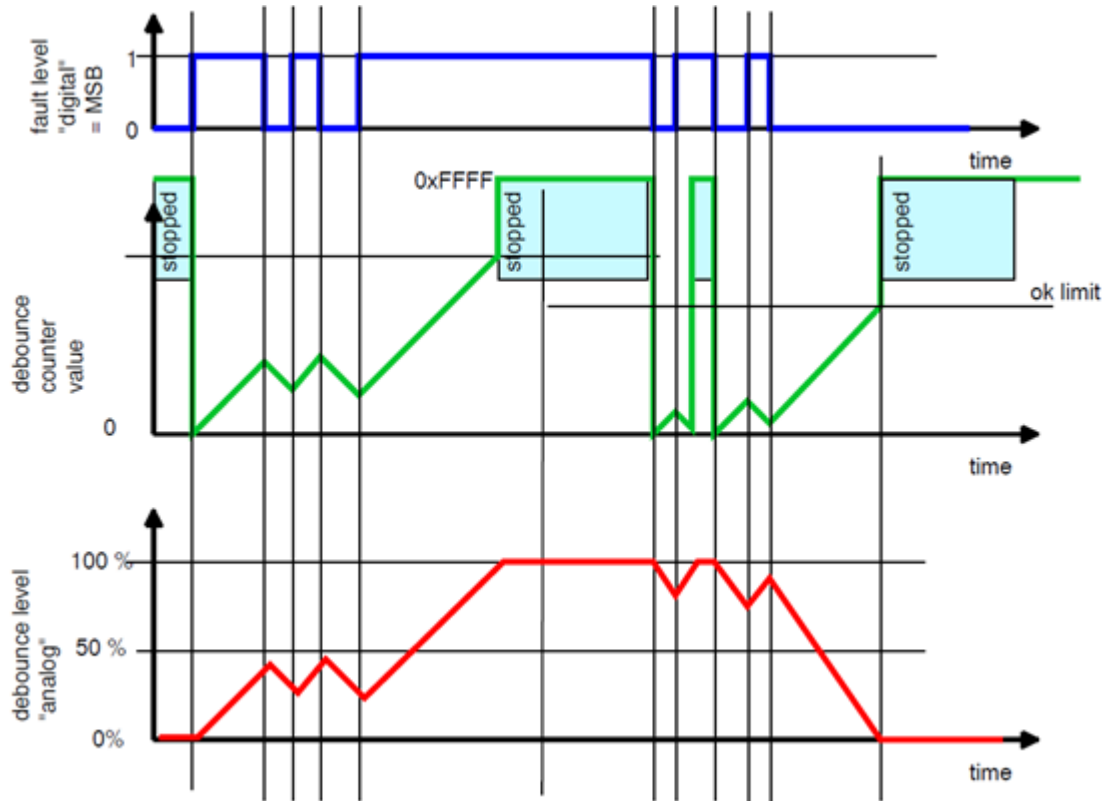 fault level
"digital"
= MSB
1
0
time
debounce
counter
value
stopped
0xFFFF
stopped
stopped
ok limit
0
time
debounce level
"analog"
100 %
50 %
0%
time